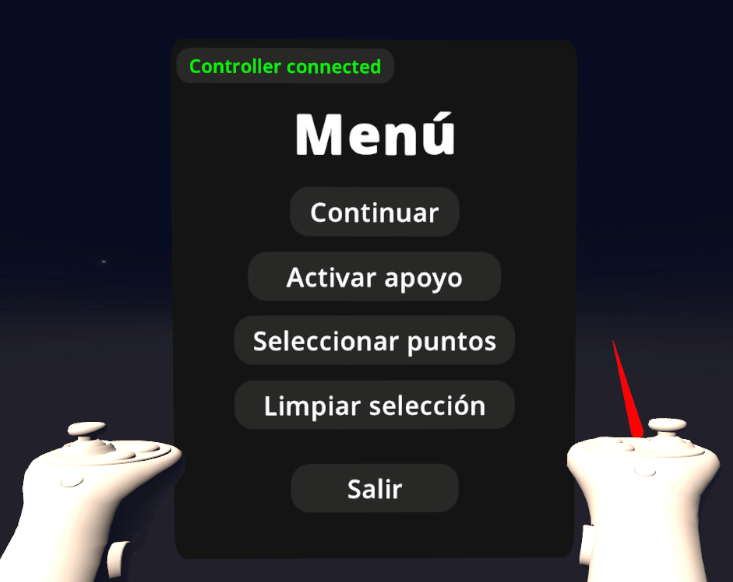 Controller connected
Menú
Continuar
Activar apoyo
Seleccionar puntos
Limpiar selección
Salir